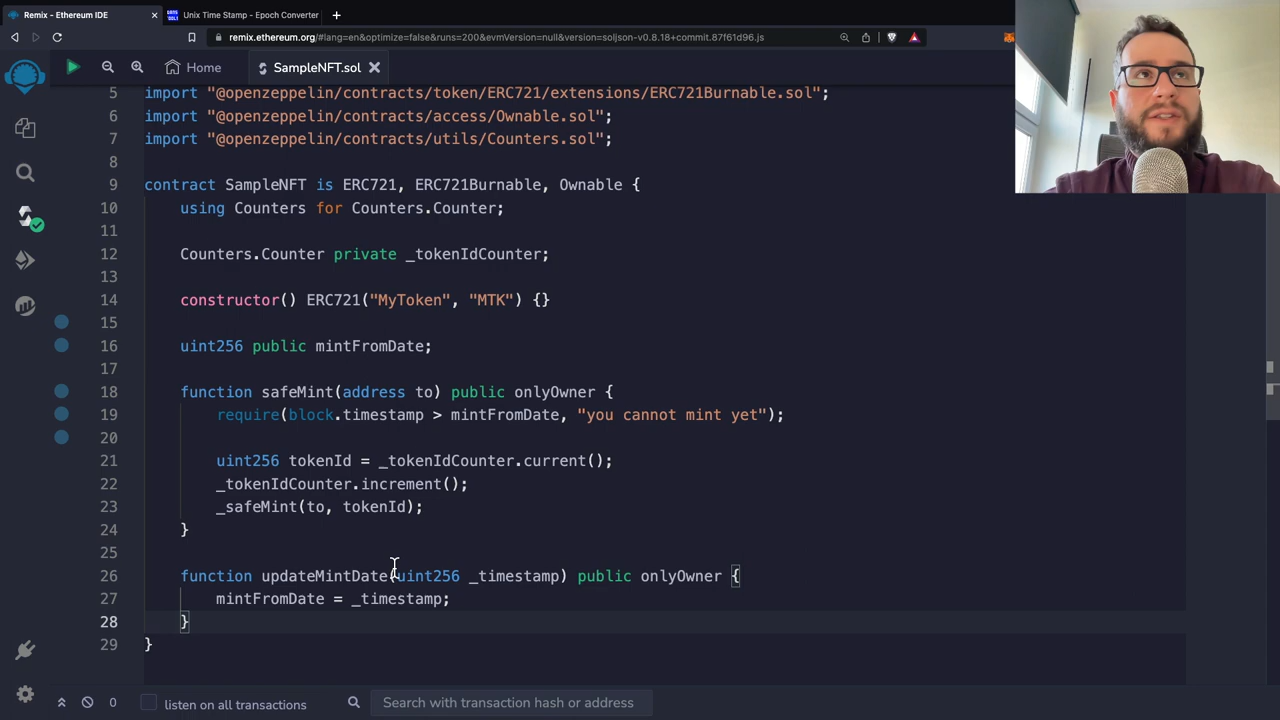 Remix - Ethereum IDE
Unix Time Stamp - Epoch Converter
remix.ethereum.org/#lang=en&optimize=false&runs=200&evmVersion=null&version=soljson-v0.8.18+commit.87f61d96.js
Home
SampleNFT.sol
5 import "@openzeppelin/contracts/token/ERC721/extensions/ERC721Burnable.sol";
6 import "@openzeppelin/contracts/access/Ownable.sol";
7 import "@openzeppelin/contracts/utils/Counters.sol";
8
9 contract SampleNFT is ERC721, ERC721Burnable, Ownable {
10 using Counters for Counters.Counter;
11
12 Counters.Counter private _tokenIdCounter;
13
14 constructor() ERC721("MyToken", "MTK") {}
15
16 uint256 public mintFromDate;
17
18 function safeMint(address to) public onlyOwner {
19 require(block.timestamp > mintFromDate, "you cannot mint yet");
20
21 uint256 tokenId = _tokenIdCounter.current();
22 _tokenIdCounter.increment();
23 _safeMint(to, tokenId);
24 }
25
26 function updateMintDate(uint256 _timestamp) public onlyOwner {
27 mintFromDate = _timestamp;
28 }
29 }
0
listen on all transactions
Search with transaction hash or address